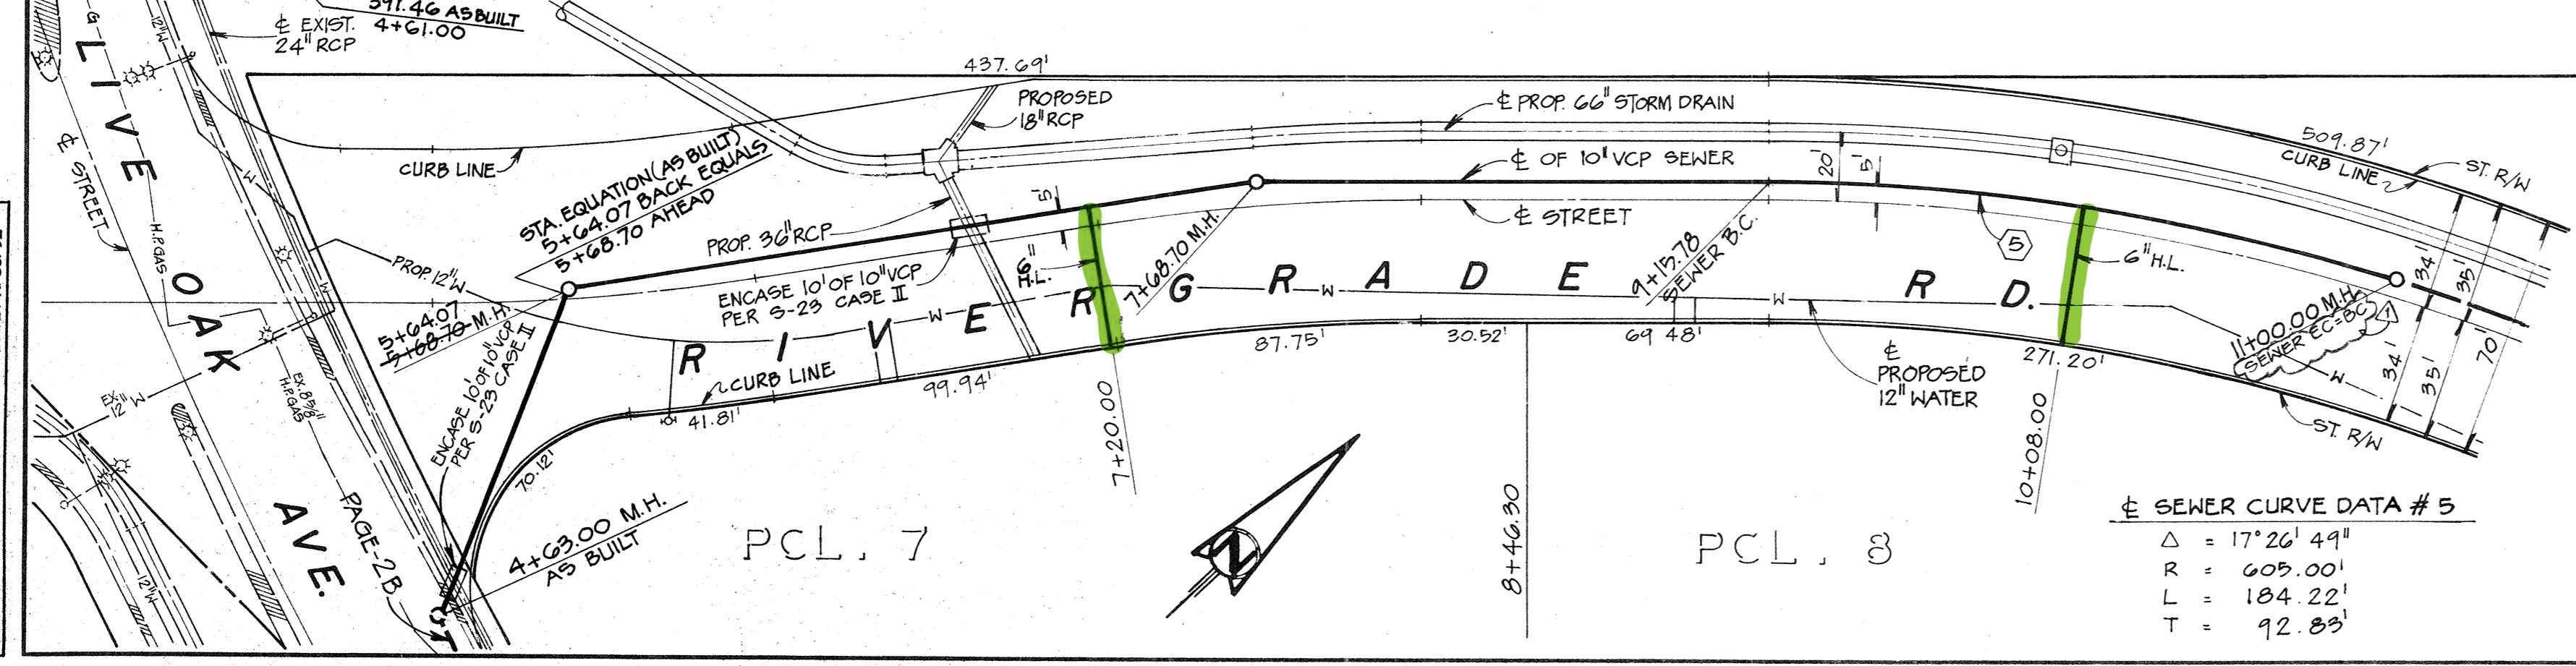 591.46 AS BUILT
4+61.00
℄ EXIST.
24" RCP
12"W
G
LIVE OAK AVE.
℄ STREET
H.P.GAS
W
437.69'
PROPOSED
18" RCP
CURB LINE
STA. EQUATION (AS BUILT)
5+64.07 BACK EQUALS
5+68.70 AHEAD
℄ PROP. 66" STORM DRAIN
℄ OF 10" VCP SEWER
20'
5'
509.87'
CURB LINE
ST. R/W
PROP. 36" RCP
5'
℄ STREET
5
PROP. 12"W
W
ENCASE 10' OF 10" VCP
PER S-23 CASE II
6"
H.L.
7+68.70 M.H.
9+15.78
SEWER B.C.
6" H.L.
34'
35'
RIVERGRADE RD.
W
W
W
5+64.07
5+68.70 M.H.
11+00.00 M.H.
SEWER EC=BC
1
CURB LINE
87.75'
30.52'
69.48'
271.20'
℄
PROPOSED
12" WATER
W
34'
35'
70'
EX.
12" W
EX. 8 5/8"
H.P.GAS
ENCASE 10' OF 10" VCP
PER S-23 CASE II
41.81'
99.94'
70.12'
7+20.00
10+08.00
ST. R/W
PAGE-2B
4+63.00 M.H.
AS BUILT
12"W
PCL. 7
N
8+46.30
PCL. 8
℄ SEWER CURVE DATA # 5
Δ = 17°26' 49"
R = 605.00'
L = 184.22'
T = 92.83'